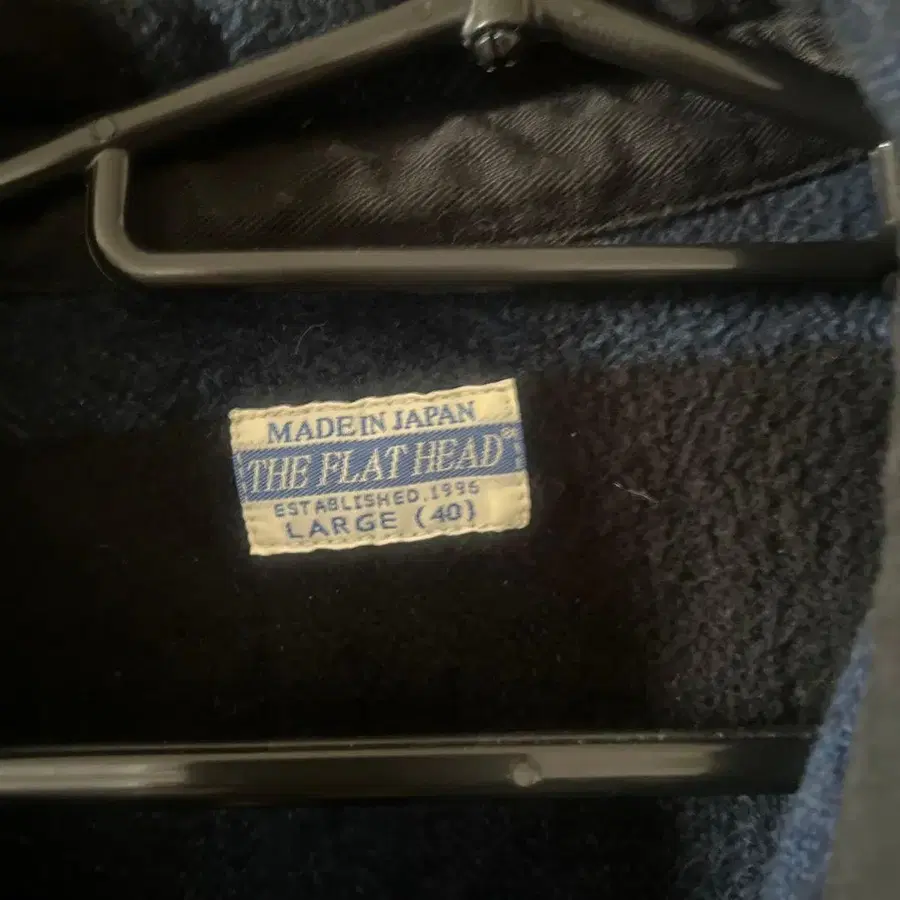 MADE IN JAPAN
THE FLAT HEAD
ESTABLISHED.1996
LARGE (40)